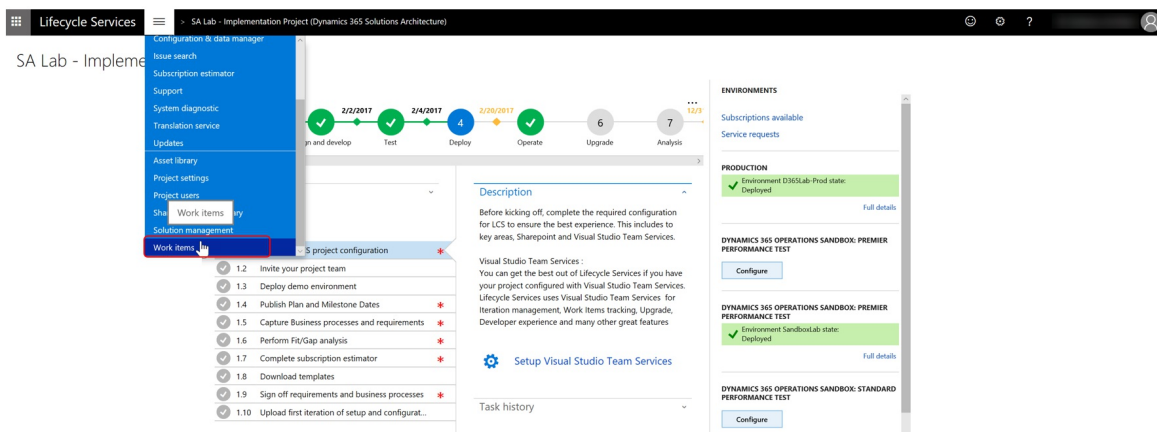 Lifecycle Services
> SA Lab - Implementation Project (Dynamics 365 Solutions Architecture)
?
SA Lab - Impleme
Configuration & data manager
Issue search
Subscription estimator
Support
System diagnostic
Translation service
Updates
Asset library
Project settings
Project users
Sha
ary
Work items
Solution management
Work items
2/2/2017
2/4/2017
2/20/2017
12/3
...
4
6
7
gn and develop
Test
Deploy
Operate
Upgrade
Analysis
S project configuration *
1.2 Invite your project team
1.3 Deploy demo environment
1.4 Publish Plan and Milestone Dates *
1.5 Capture Business processes and requirements *
1.6 Perform Fit/Gap analysis *
1.7 Complete subscription estimator *
1.8 Download templates
1.9 Sign off requirements and business processes *
1.10 Upload first iteration of setup and configurat...
Description
Before kicking off, complete the required configuration
for LCS to ensure the best experience. This includes to
key areas, Sharepoint and Visual Studio Team Services.
Visual Studio Team Services :
You can get the best out of Lifecycle Services if you have
your project configured with Visual Studio Team Services.
Lifecycle Services uses Visual Studio Team Services for
Iteration management, Work Items tracking, Upgrade,
Developer experience and many other great features
Setup Visual Studio Team Services
Task history
ENVIRONMENTS
Subscriptions available
Service requests
PRODUCTION
Environment D365Lab-Prod state:
Deployed
Full details
DYNAMICS 365 OPERATIONS SANDBOX: PREMIER
PERFORMANCE TEST
Configure
DYNAMICS 365 OPERATIONS SANDBOX: PREMIER
PERFORMANCE TEST
Environment SandboxLab state:
Deployed
Full details
DYNAMICS 365 OPERATIONS SANDBOX: STANDARD
PERFORMANCE TEST
Configure